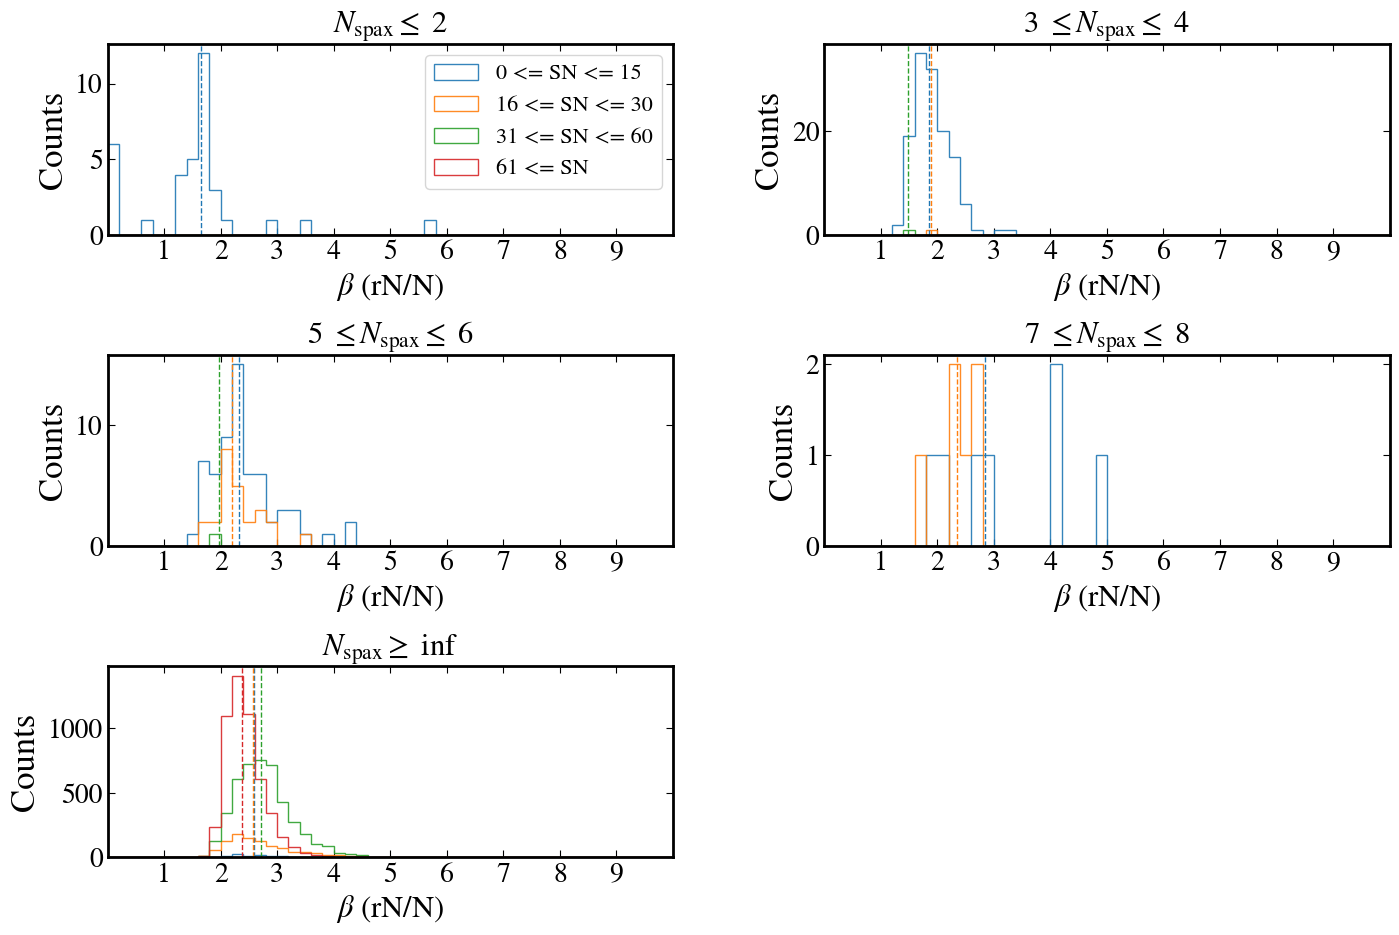 N_spax ≤ 2
10
5
0
Counts
0 <= SN <= 15
16 <= SN <= 30
31 <= SN <= 60
61 <= SN
1 2 3 4 5 6 7 8 9
β (rN/N)
3 ≤N_spax ≤ 4
20
0
Counts
1 2 3 4 5 6 7 8 9
β (rN/N)
5 ≤N_spax ≤ 6
10
0
Counts
1 2 3 4 5 6 7 8 9
β (rN/N)
7 ≤N_spax ≤ 8
2
1
0
Counts
1 2 3 4 5 6 7 8 9
β (rN/N)
N_spax ≥ inf
1000
500
0
Counts
1 2 3 4 5 6 7 8 9
β (rN/N)